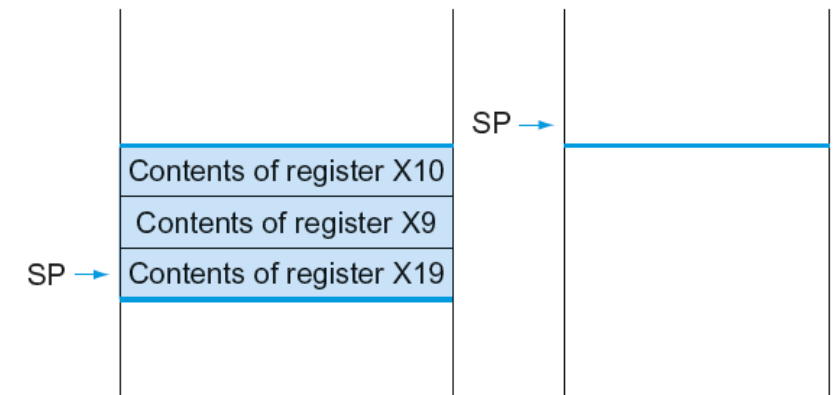 SP
Contents of register X10
Contents of register X9
SP
Contents of register X19